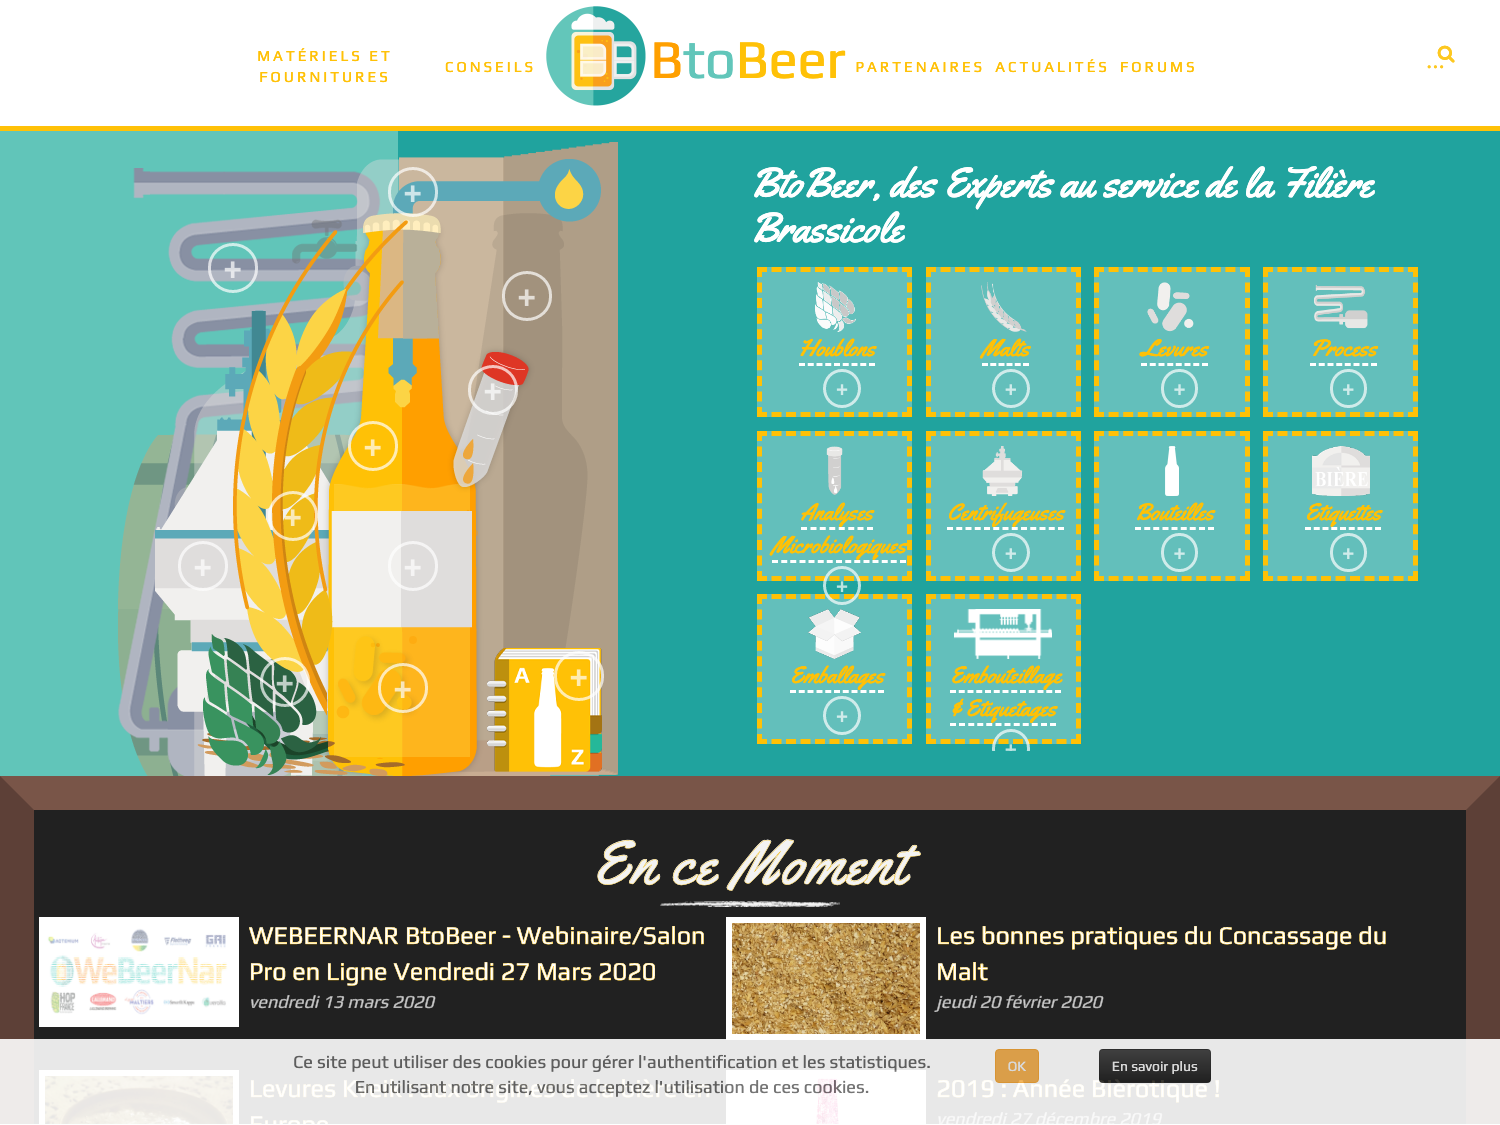 MATÉRIELS ET
FOURNITURES
CONSEILS
BtoBeer
PARTENAIRES
ACTUALITÉS
FORUMS
...
BtoBeer, des Experts au service de la Filière
Brassicole
Houblons
Malts
Levures
Process
Analyses
Microbiologiques
Centrifugeuses
Bouteilles
BIÈRE
Etiquettes
Emballages
Embouteillage
& Etiquetages
A
Z
En ce Moment
WeBeerNar
WEBEERNAR BtoBeer - Webinaire/Salon
Pro en Ligne Vendredi 27 Mars 2020
vendredi 13 mars 2020
Les bonnes pratiques du Concassage du
Malt
jeudi 20 février 2020
Ce site peut utiliser des cookies pour gérer l'authentification et les statistiques.
En utilisant notre site, vous acceptez l'utilisation de ces cookies.
OK
En savoir plus
Levures
2019 : Année Bièrotique !
vendredi 27 décembre 2019